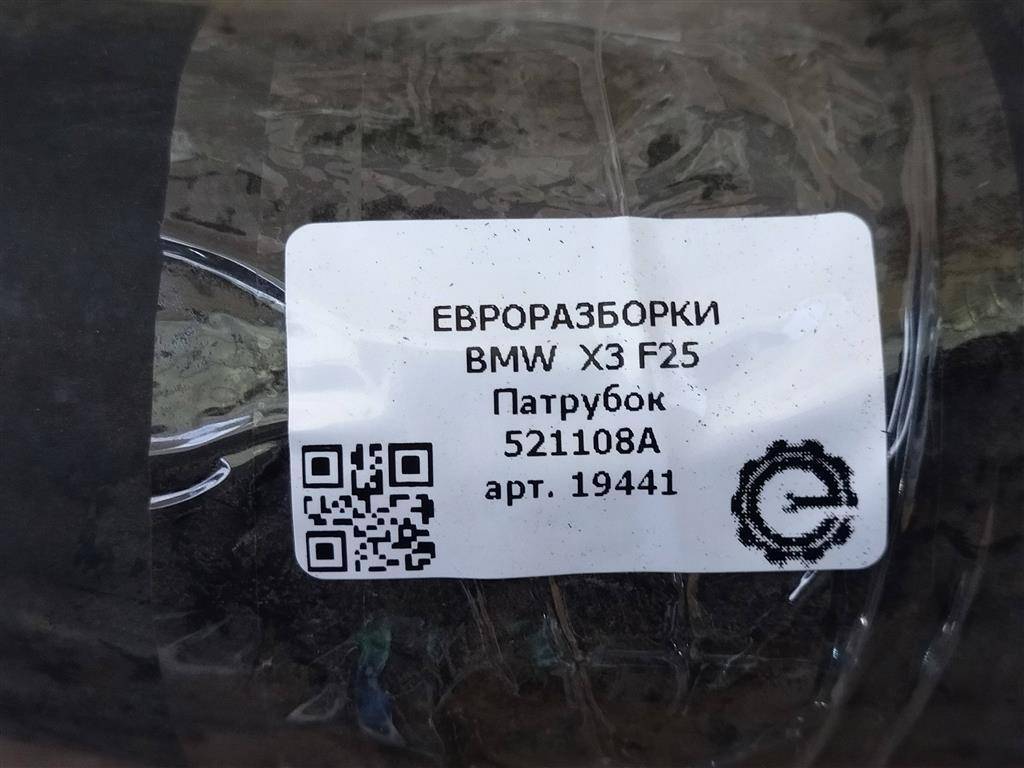 ЕВРОРАЗБОРКИ
BMW X3 F25
Патрубок
521108A
арт. 19441